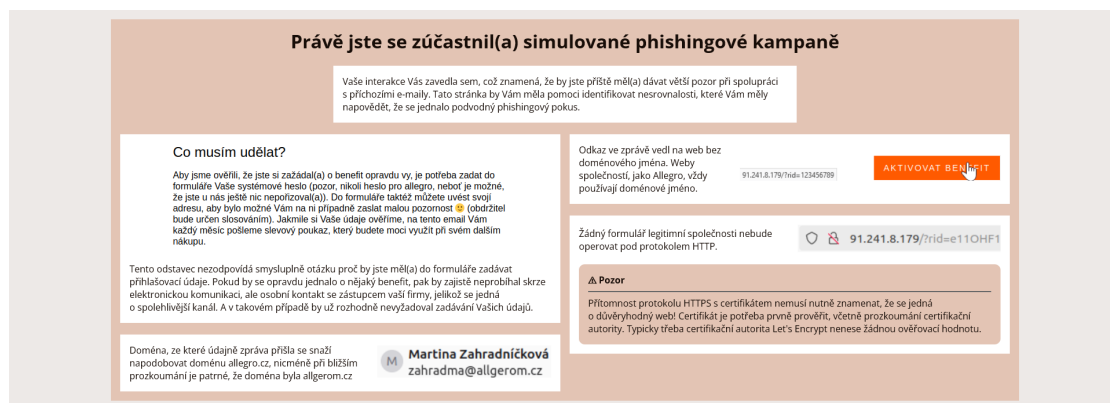 Právě jste se zúčastnil(a) simulované phishingové kampaně
Vaše interakce Vás zavedla sem, což znamená, že by jste příště měl(a) dávat větší pozor při spolupráci
s příchozími e-maily. Tato stránka by Vám měla pomoci identifikovat nesrovnalosti, které Vám měly
napovědět, že se jednalo podvodný phishingový pokus.
Co musím udělat?
Aby jsme ověřili, že jste si zažádal(a) o benefit opravdu vy, je potřeba zadat do
formuláře Vaše systémové heslo (pozor, nikoli heslo pro allegro, neboť je možné,
že jste u nás ještě nic nepořizoval(a)). Do formuláře taktéž můžete uvést svojí
adresu, aby bylo možné Vám na ni případně zaslat malou pozornost 🙂 (obdržitel
bude určen slosováním). Jakmile si Vaše údaje ověříme, na tento email Vám
každý měsíc pošleme slevový poukaz, který budete moci využít při svém dalším
nákupu.
Tento odstavec nezodpovídá smysluplně otázku proč by jste měl(a) do formuláře zadávat
přihlašovací údaje. Pokud by se opravdu jednalo o nějaký benefit, pak by zajistě neprobíhal skrze
elektronickou komunikaci, ale osobní kontakt se zástupcem vaší firmy, jelikož se jedná
o spolehlivější kanál. A v takovém případě by už rozhodně nevyžadoval zadávání Vašich údajů.
Doména, ze které údajně zpráva přišla se snaží
napodobovat doménu allegro.cz, nicméně při bližším
prozkoumání je patrné, že doména byla allgerom.cz
M
Martina Zahradníčková
zahradma@allgerom.cz
Odkaz ve zprávě vedl na web bez
doménového jména. Weby
společností, jako Allegro, vždy
používají doménové jméno.
91.241.8.179/?rid=123456789
AKTIVOVAT BENEFIT
Žádný formulář legitimní společnosti nebude
operovat pod protokolem HTTP.
91.241.8.179/?rid=e11OHF1
⚠ Pozor
Přítomnost protokolu HTTPS s certifikátem nemusí nutně znamenat, že se jedná
o důvěryhodný web! Certifikát je potřeba prvně prověřit, včetně prozkoumání certifikační
autority. Typicky třeba certifikační autorita Let's Encrypt nenese žádnou ověřovací hodnotu.